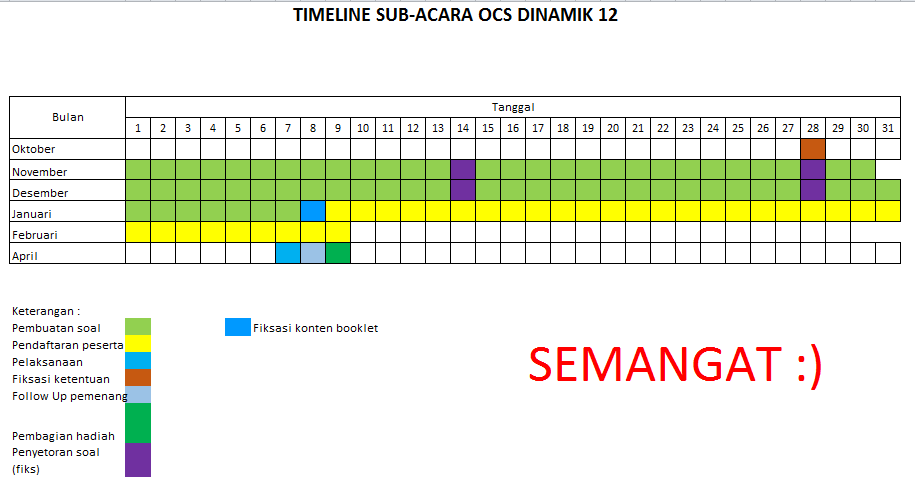 TIMELINE SUB-ACARA OCS DINAMIK 12
Bulan
Tanggal
1 2 3 4 5 6 7 8 9 10 11 12 13 14 15 16 17 18 19 20 21 22 23 24 25 26 27 28 29 30 31
Oktober
November
Desember
Januari
Februari
April
Keterangan :
Pembuatan soal
Fiksasi konten booklet
Pendaftaran peserta
Pelaksanaan
Fiksasi ketentuan
Follow Up pemenang
Pembagian hadiah
Penyetoran soal
(fiks)
SEMANGAT :)